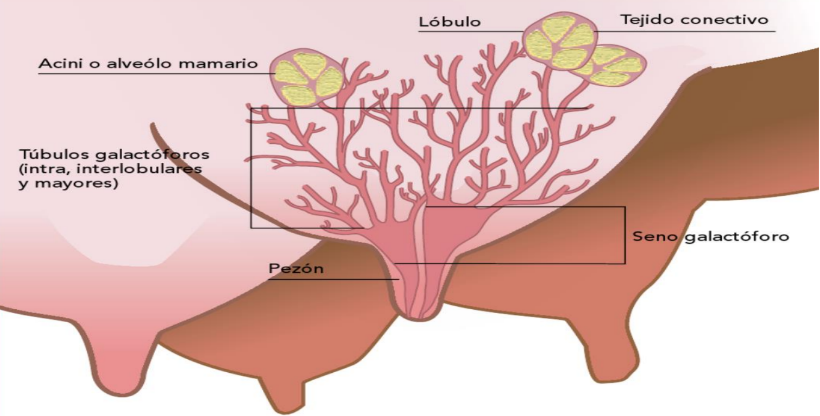 Lóbulo
Tejido conectivo
Acini o alveólo mamario
Túbulos galactóforos
(intra, interlobulares
y mayores)
Seno galactóforo
Pezón